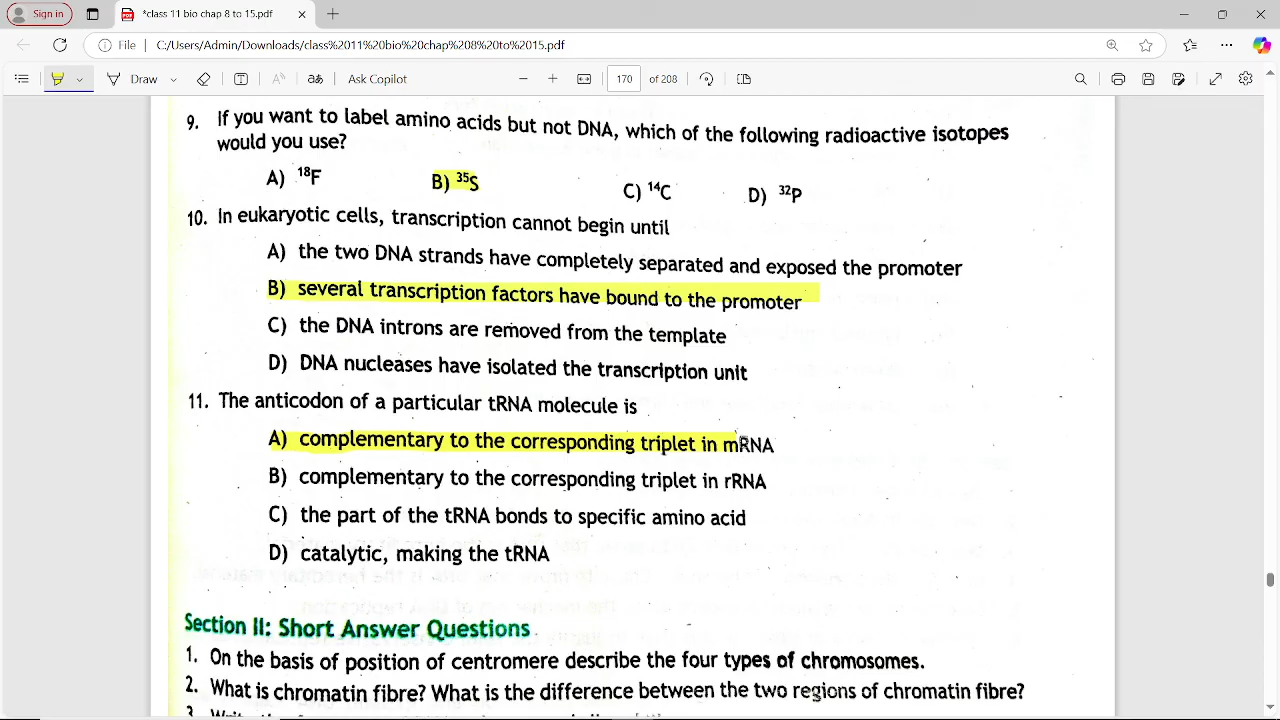 Sign in
*class 11 bio chap 8 to 15.pdf
File C:/Users/Admin/Downloads/class%2011%20bio%20chap%208%20to%2015.pdf
Draw Ask Copilot 170 of 208
9. If you want to label amino acids but not DNA, which of the following radioactive isotopes
would you use?
A) ¹⁸F B) ³⁵S C) ¹⁴C D) ³²P
10. In eukaryotic cells, transcription cannot begin until
A) the two DNA strands have completely separated and exposed the promoter
B) several transcription factors have bound to the promoter
C) the DNA introns are removed from the template
D) DNA nucleases have isolated the transcription unit
11. The anticodon of a particular tRNA molecule is
A) complementary to the corresponding triplet in mRNA
B) complementary to the corresponding triplet in rRNA
C) the part of the tRNA bonds to specific amino acid
D) catalytic, making the tRNA
Section II: Short Answer Questions
1. On the basis of position of centromere describe the four types of chromosomes.
2. What is chromatin fibre? What is the difference between the two regions of chromatin fibre?